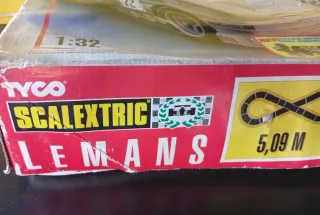 1:32
TYCO
SCALEXTRIC
LeMANS
5,09 M